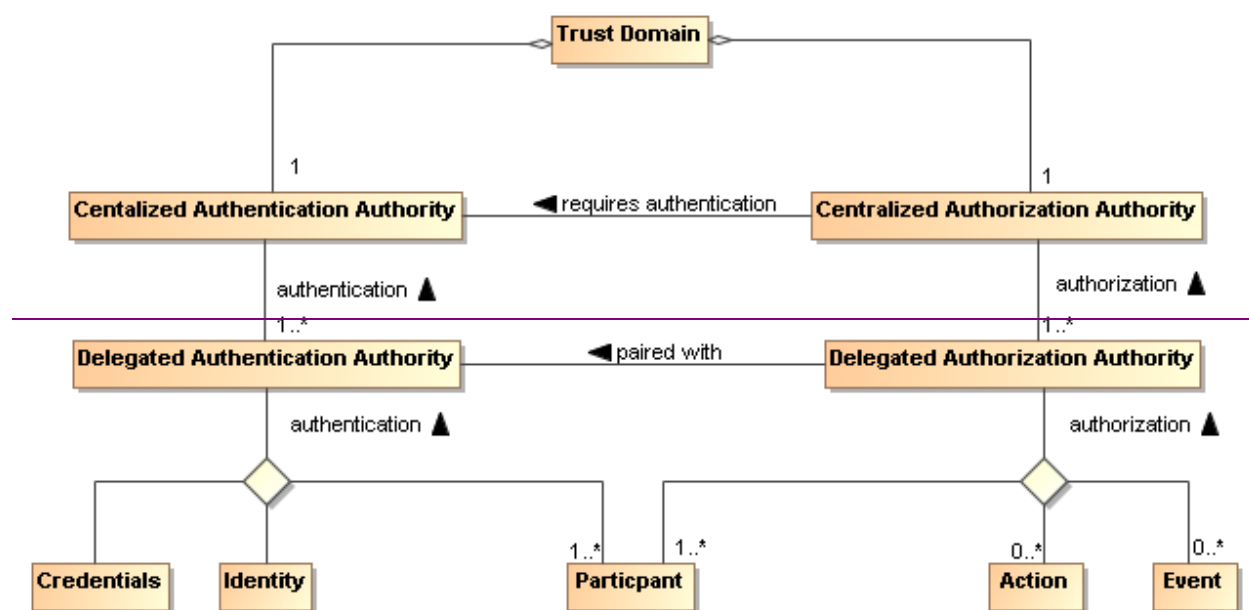 Trust Domain
1
1
Centalized Authentication Authority
◄ requires authentication
Centralized Authorization Authority
authentication ▲
authorization ▲
1..*
1..*
Delegated Authentication Authority
◄ paired with
Delegated Authorization Authority
authentication ▲
authorization ▲
1..*
1..*
0..*
0..*
Credentials
Identity
Particpant
Action
Event